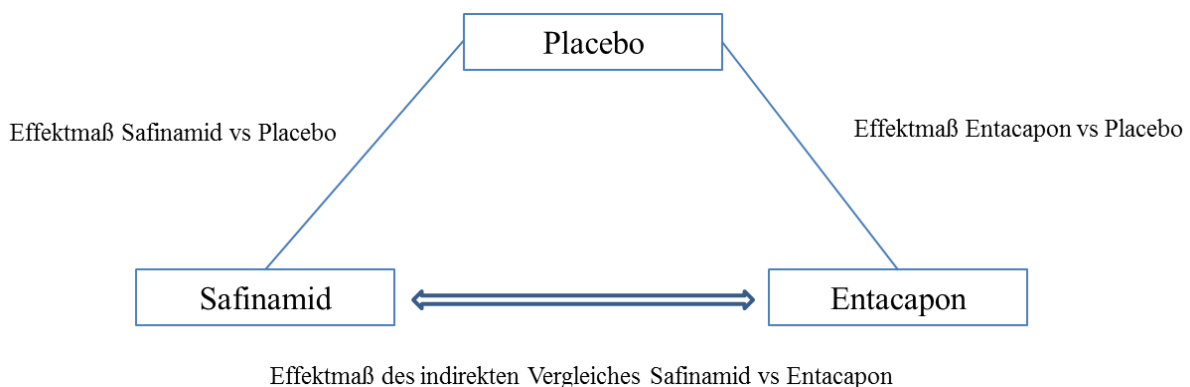 Placebo
Effektmaß Safinamid vs Placebo
Effektmaß Entacapon vs Placebo
Safinamid
Entacapon
Effektmaß des indirekten Vergleiches Safinamid vs Entacapon